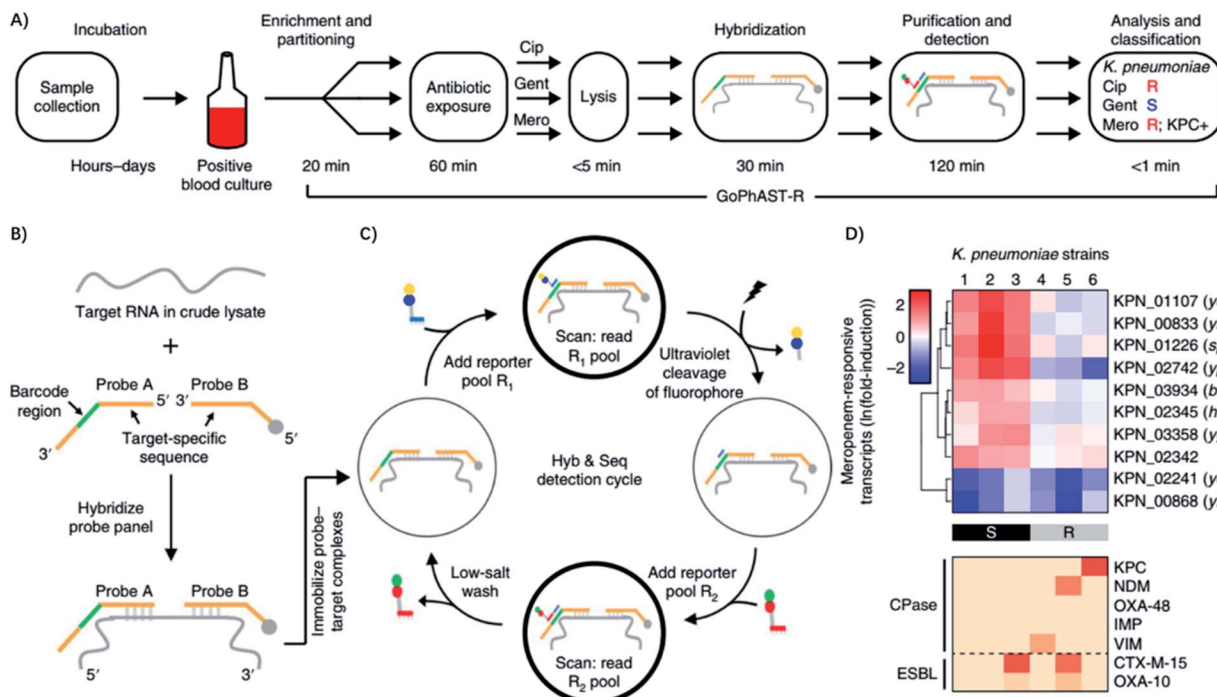 A)
Incubation
Enrichment and
partitioning
Hybridization
Purification and
detection
Analysis and
classification
Sample
collection
Positive
blood culture
Antibiotic
exposure
Cip
Gent
Mero
Lysis
K. pneumoniae
Cip R
Gent S
Mero R; KPC+
Hours–days
20 min
60 min
<5 min
30 min
120 min
<1 min
GoPhAST-R
B)
Target RNA in crude lysate
+
Barcode
region
Probe A
5′ 3′
Probe B
3′
Target-specific
sequence
5′
Hybridize
probe panel
Probe A
Probe B
5′
3′
Immobilize probe–
target complexes
C)
Add reporter
pool R1
Scan: read
R1 pool
Ultraviolet
cleavage
of fluorophore
Hyb & Seq
detection cycle
Add reporter
pool R2
Scan: read
R2 pool
Low-salt
wash
D)
K. pneumoniae strains
1 2 3 4 5 6
Meropenem-responsive
transcripts (ln(fold-induction))
2
0
−2
KPN_01107 (y
KPN_00833 (y
KPN_01226 (s
KPN_02742 (y
KPN_03934 (b
KPN_02345 (h
KPN_03358 (y
KPN_02342
KPN_02241 (y
KPN_00868 (y
S
R
CPase
KPC
NDM
OXA-48
IMP
VIM
ESBL
CTX-M-15
OXA-10